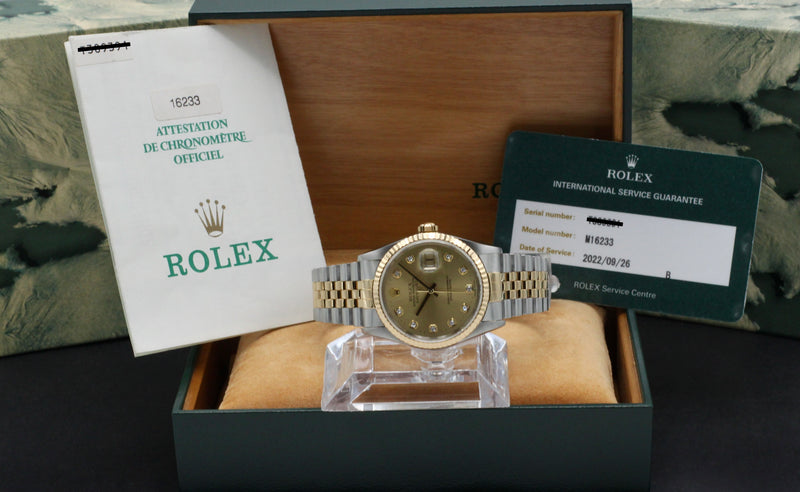 16233
ATTESTATION
DE CHRONOMÈTRE
OFFICIEL
ROLEX
RO
ROLEX
INTERNATIONAL SERVICE GUARANTEE
Serial number:
Model number: M16233
Date of Service: 2022/09/26
B
ROLEX Service Centre
ROLEX